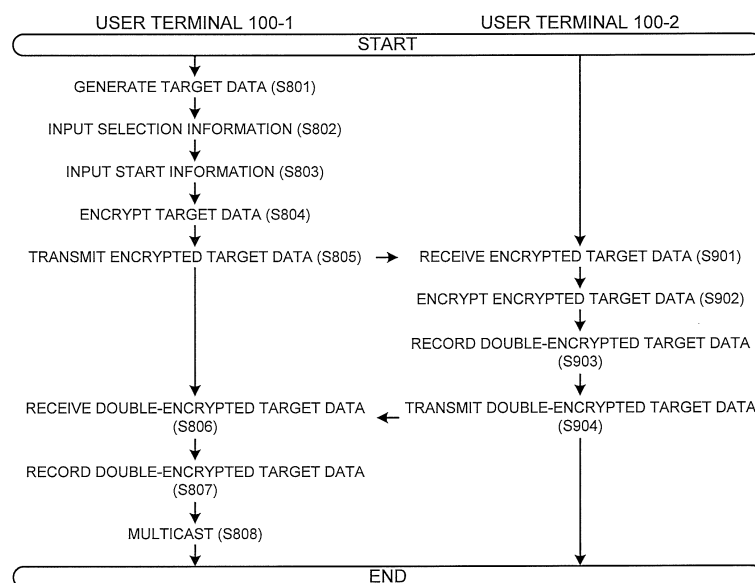 USER TERMINAL 100-1
USER TERMINAL 100-2
START
GENERATE TARGET DATA (S801)
INPUT SELECTION INFORMATION (S802)
INPUT START INFORMATION (S803)
ENCRYPT TARGET DATA (S804)
TRANSMIT ENCRYPTED TARGET DATA (S805)
RECEIVE ENCRYPTED TARGET DATA (S901)
ENCRYPT ENCRYPTED TARGET DATA (S902)
RECORD DOUBLE-ENCRYPTED TARGET DATA
(S903)
TRANSMIT DOUBLE-ENCRYPTED TARGET DATA
(S904)
RECEIVE DOUBLE-ENCRYPTED TARGET DATA
(S806)
RECORD DOUBLE-ENCRYPTED TARGET DATA
(S807)
MULTICAST (S808)
END